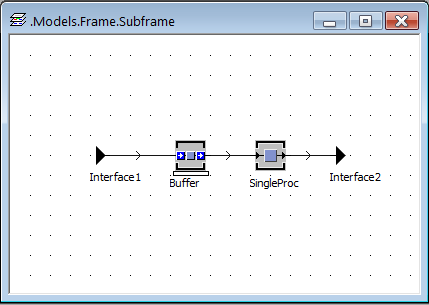 .Models.Frame.Subframe
Interface1
Buffer
SingleProc
Interface2